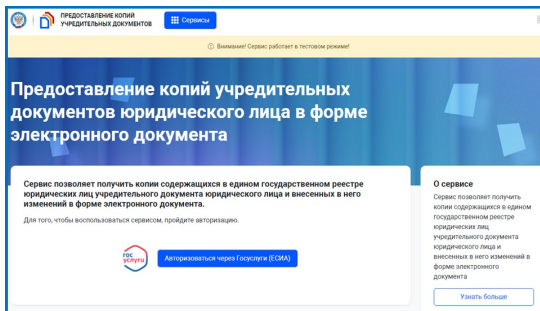 ПРЕДОСТАВЛЕНИЕ КОПИЙ
УЧРЕДИТЕЛЬНЫХ ДОКУМЕНТОВ
Сервисы
Внимание! Сервис работает в тестовом режиме!
Предоставление копий учредительных
документов юридического лица в форме
электронного документа
Сервис позволяет получить копии содержащихся в едином государственном реестре
юридических лиц учредительного документа юридического лица и внесенных в него
изменений в форме электронного документа.
Для того, чтобы воспользоваться сервисом, пройдите авторизацию.
гос
услуги
Авторизоваться через Госуслуги (ЕСИА)
О сервисе
Сервис позволяет получить
копии содержащихся в едином
государственном реестре
юридических лиц
учредительного документа
юридического лица и
внесенных в него изменений в
форме электронного
документа
Узнать больше